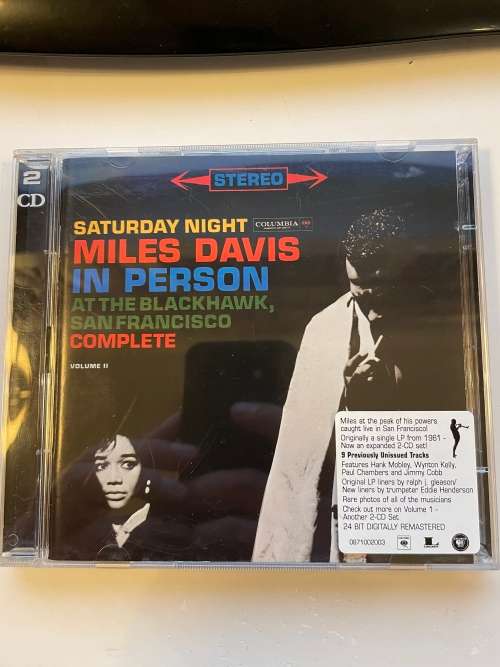 2
CD
STEREO
SATURDAY NIGHT
COLUMBIA
MILES DAVIS
IN PERSON
AT THE BLACKHAWK,
SAN FRANCISCO
COMPLETE
VOLUME II
Miles at the peak of his powers
caught live in San Francisco!
Originally a single LP from 1961 -
Now an expanded 2-CD set!
9 Previously Unissued Tracks
Features Hank Mobley, Wynton Kelly,
Paul Chambers and Jimmy Cobb
Original LP liners by ralph j. gleason/
New liners by trumpeter Eddie Henderson
Rare photos of all of the musicians
Check out more on Volume 1 -
Another 2-CD Set
24 BIT DIGITALLY REMASTERED
0871002003